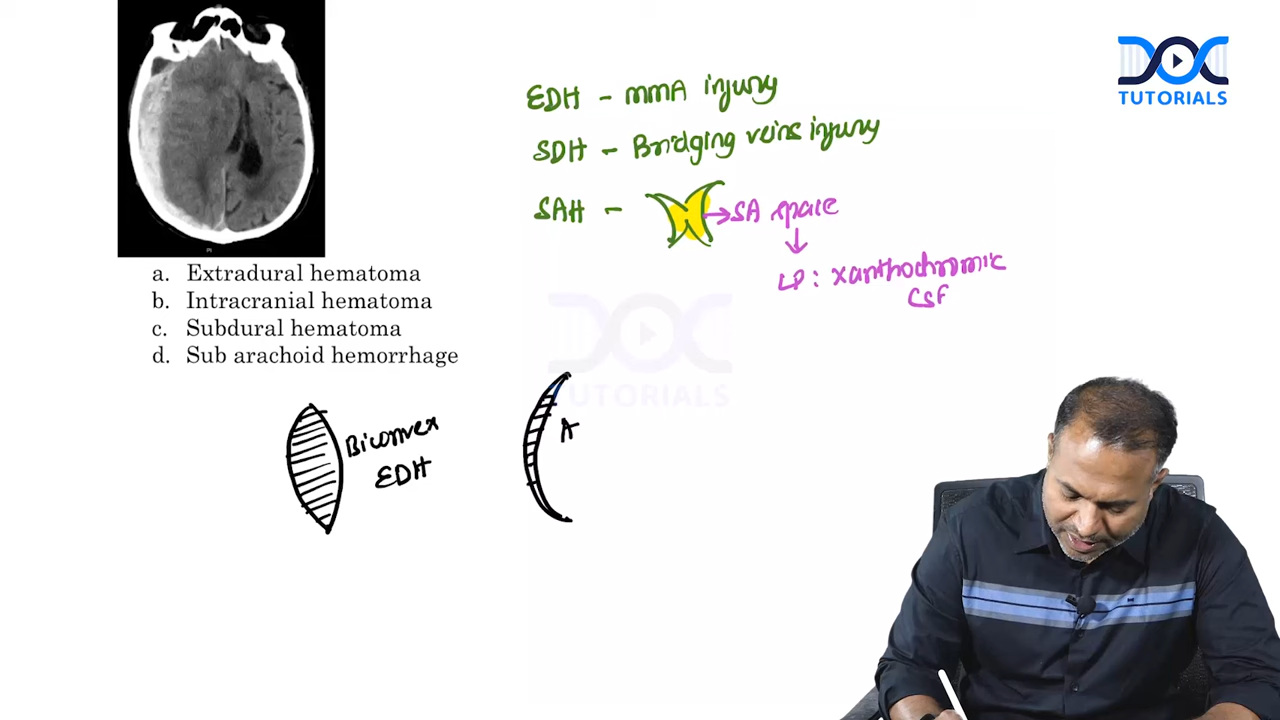 TUTORIALS
EDH - MMA injury
SDH - Bridging veins injury
SAH - → SA space
↓
LP : xanthochromic
CSF
a. Extradural hematoma
b. Intracranial hematoma
c. Subdural hematoma
d. Sub arachoid hemorrhage
TUTORIALS
Biconvex
EDH
A